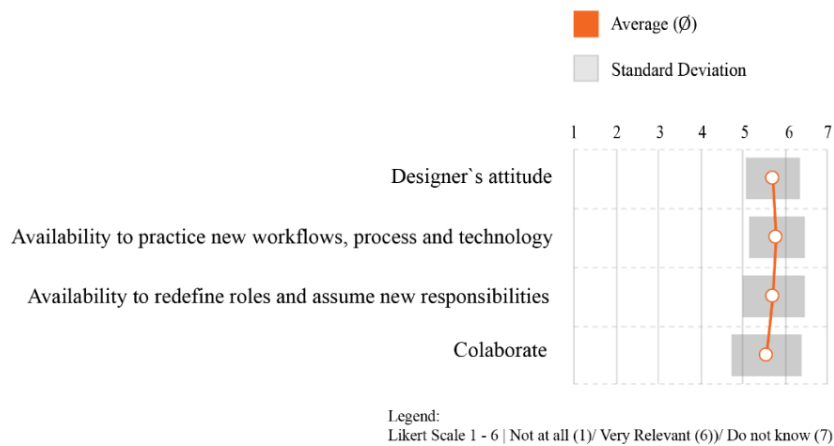 Average (Ø)
Standard Deviation
1 2 3 4 5 6 7
Designer`s attitude
Availability to practice new workflows, process and technology
Availability to redefine roles and assume new responsibilities
Colaborate
Legend:
Likert Scale 1 - 6 | Not at all (1)/ Very Relevant (6))/ Do not know (7)